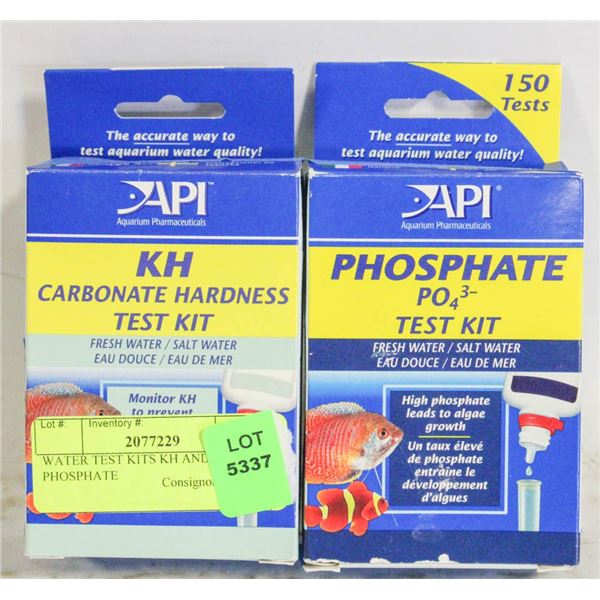 The accurate way to
test aquarium water quality!
API
Aquarium Pharmaceuticals
KH
CARBONATE HARDNESS
TEST KIT
FRESH WATER / SALT WATER
EAU DOUCE / EAU DE MER
Monitor KH
to prevent
Lot #:
Inventory #:
2077229
WATER TEST KITS KH AND
PHOSPHATE
Consigno
LOT
5337
150
Tests
The accurate way to
test aquarium water quality!
API
Aquarium Pharmaceuticals
PHOSPHATE
PO₄³⁻
TEST KIT
FRESH WATER / SALT WATER
EAU DOUCE / EAU DE MER
High phosphate
leads to algae
growth
Un taux élevé
de phosphate
entraîne le
développement
d'algues